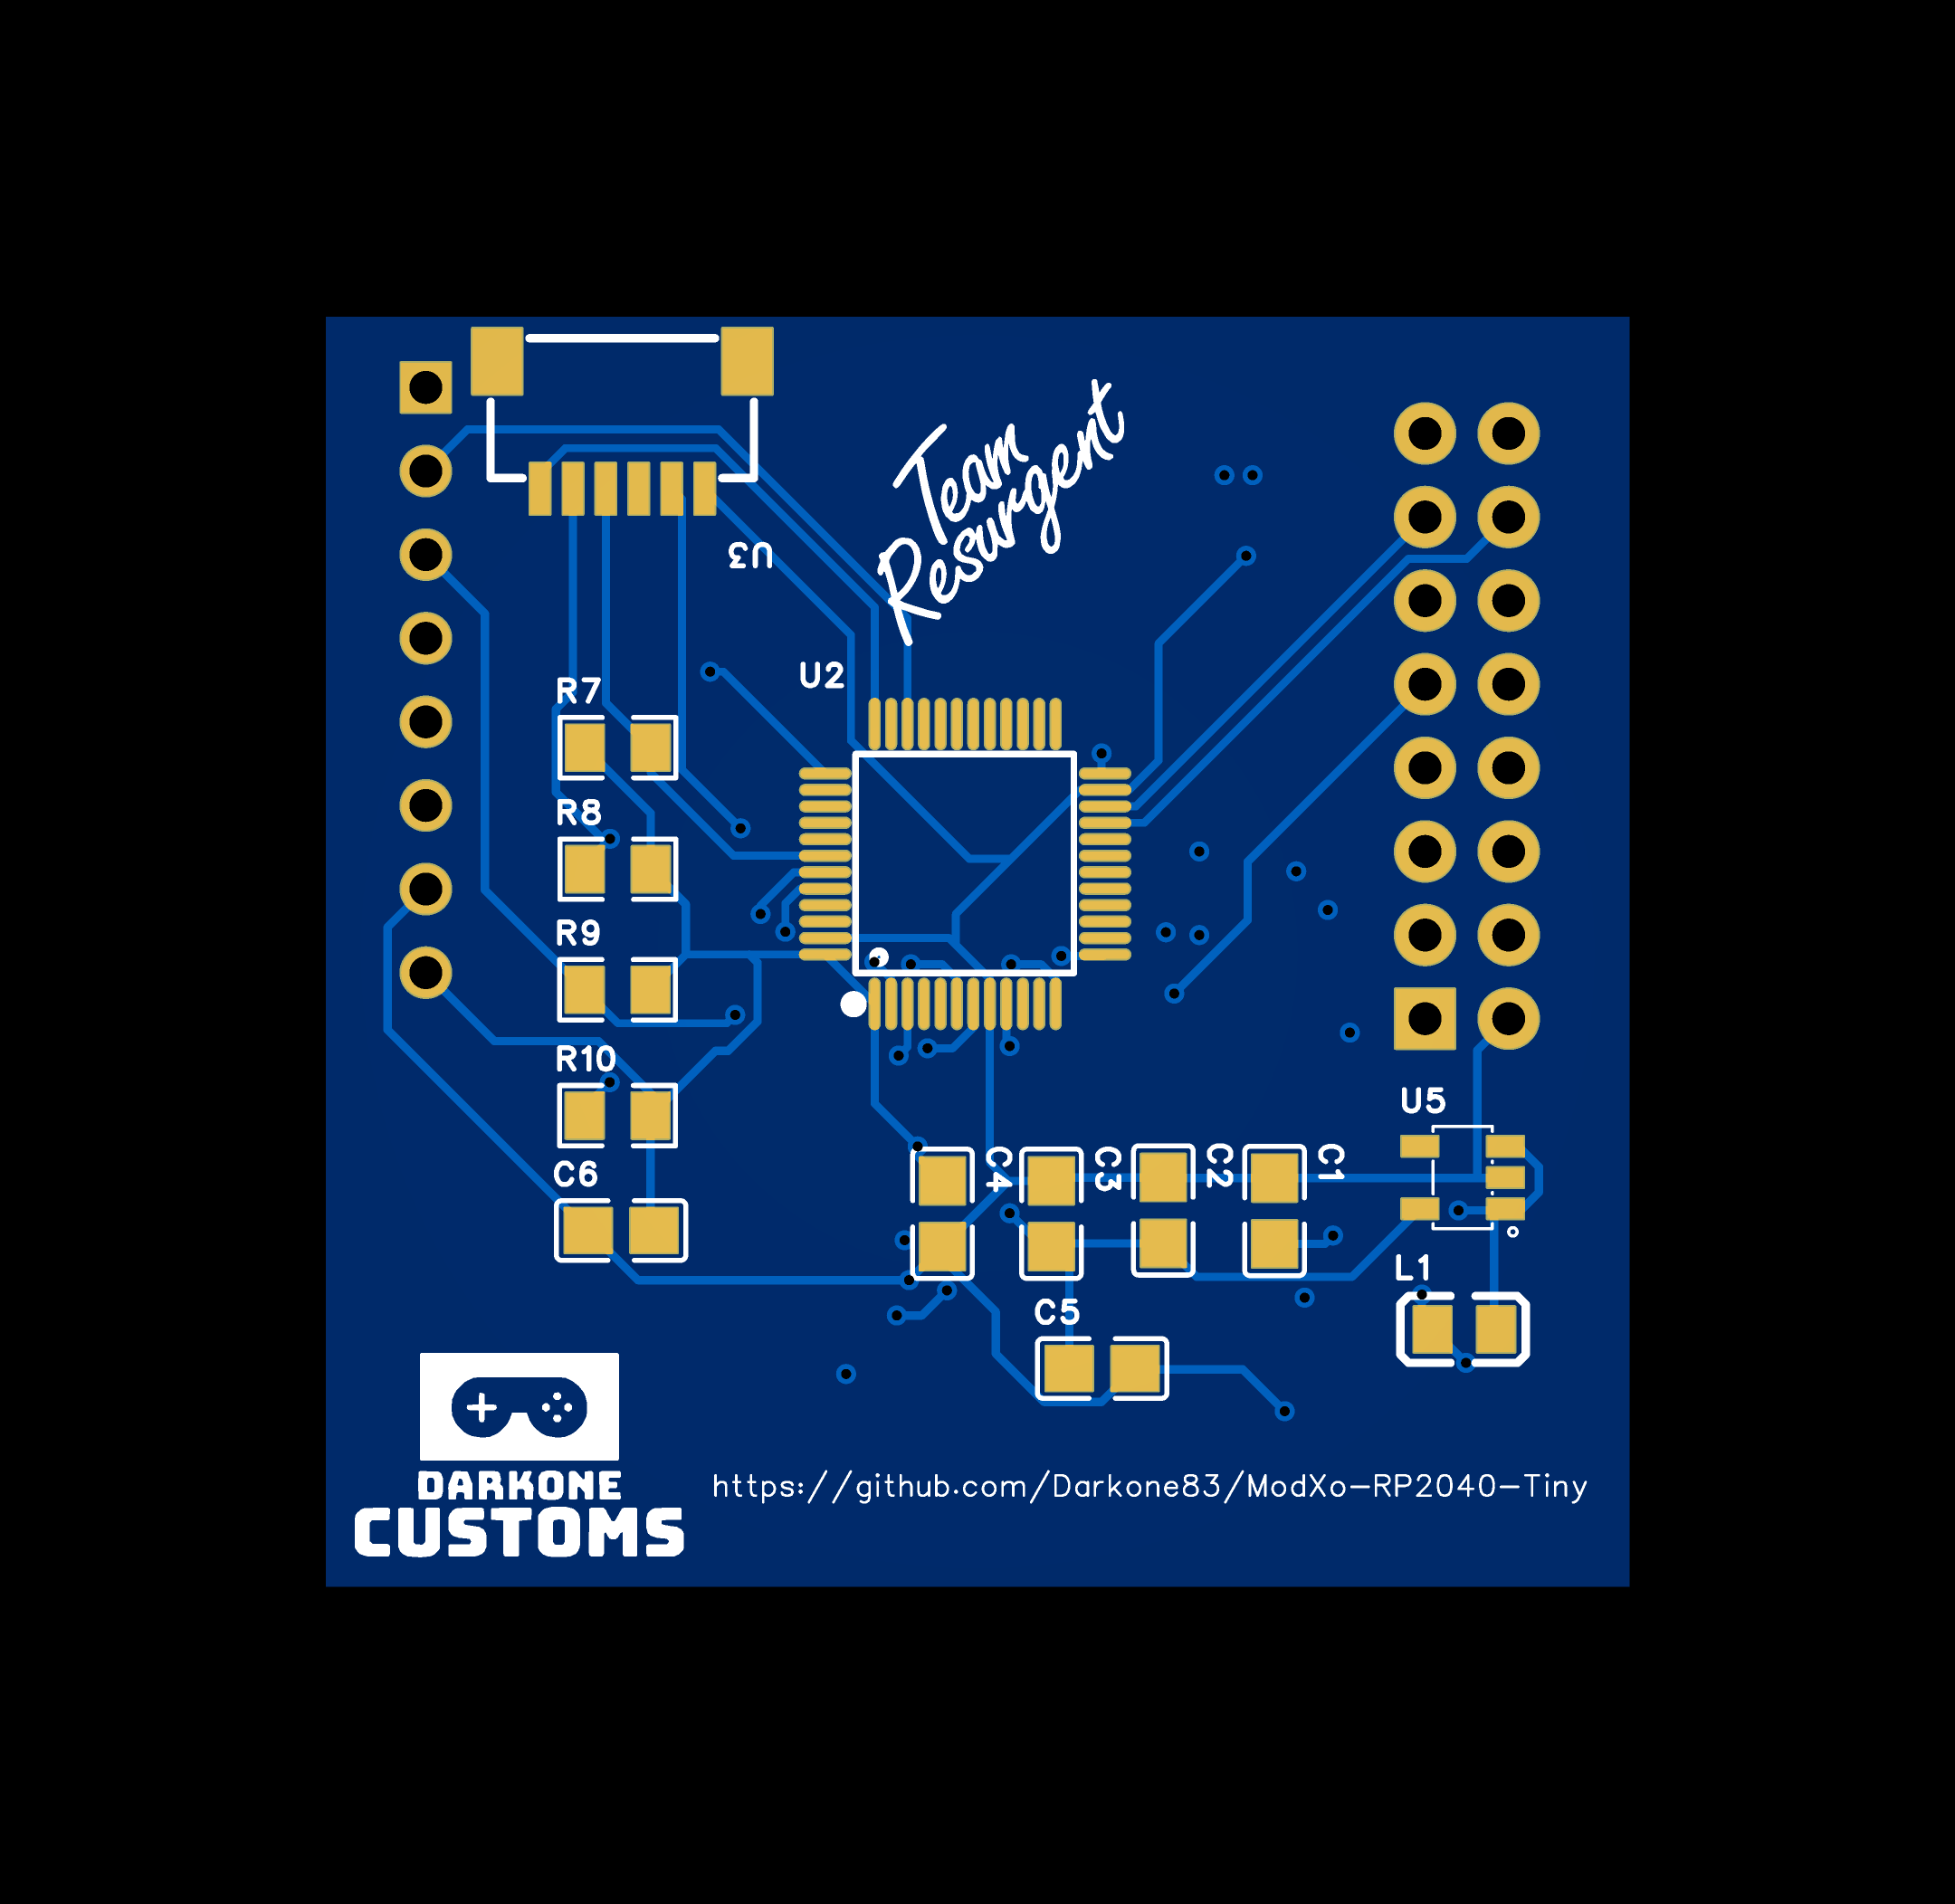 Team
Resurgent
U3
U2
R7
R8
R9
R10
C6
C4
C3
C2
C1
U5
L1
C5
DARKONE
CUSTOMS
https://github.com/Darkone83/ModXo-RP2040-Tiny